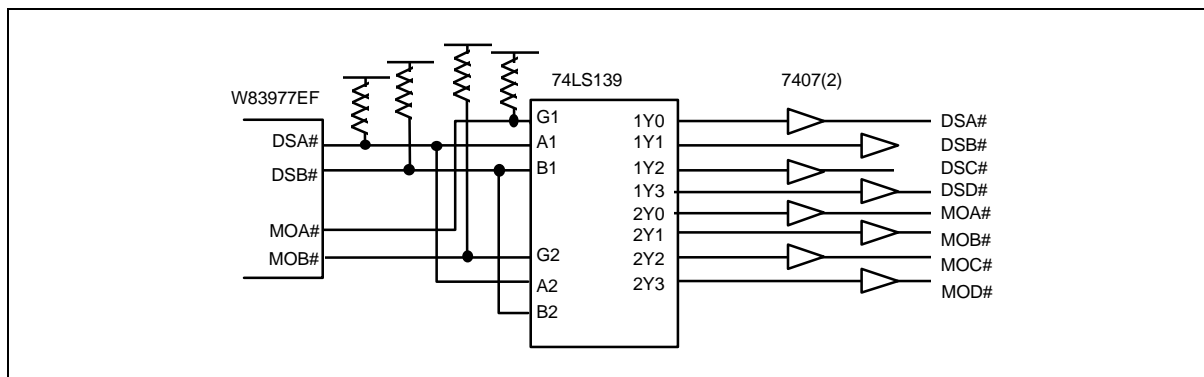 74LS139
7407(2)
W83977EF
DSA#
DSB#
MOA#
MOB#
G1
A1
B1
G2
A2
B2
1Y0
1Y1
1Y2
1Y3
2Y0
2Y1
2Y2
2Y3
DSA#
DSB#
DSC#
DSD#
MOA#
MOB#
MOC#
MOD#